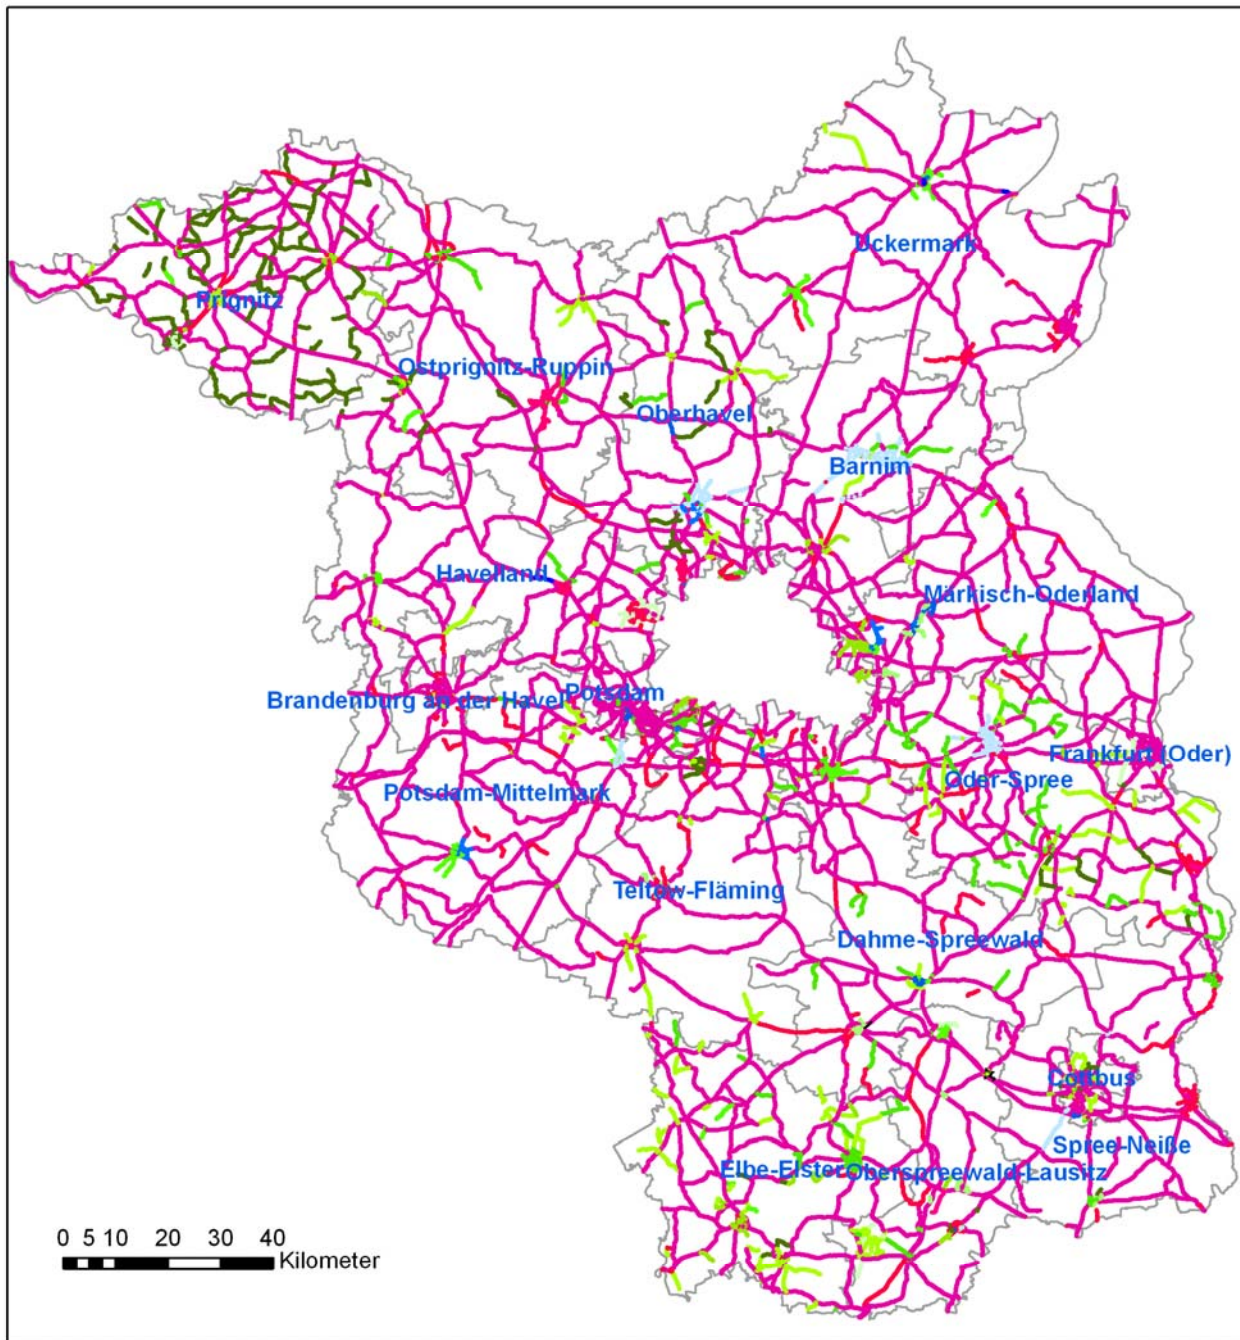 Uckermark
Prignitz
Ostprignitz-Ruppin
Oberhavel
Barnim
Havelland
Märkisch-Oderland
Brandenburg an der Havel
Potsdam
Frankfurt (Oder)
Oder-Spree
Potsdam-Mittelmark
Teltow-Fläming
Dahme-Spreewald
Cottbus
Spree-Neiße
Elbe-Elster
Oberspreewald-Lausitz
0 5 10 20 30 40
Kilometer